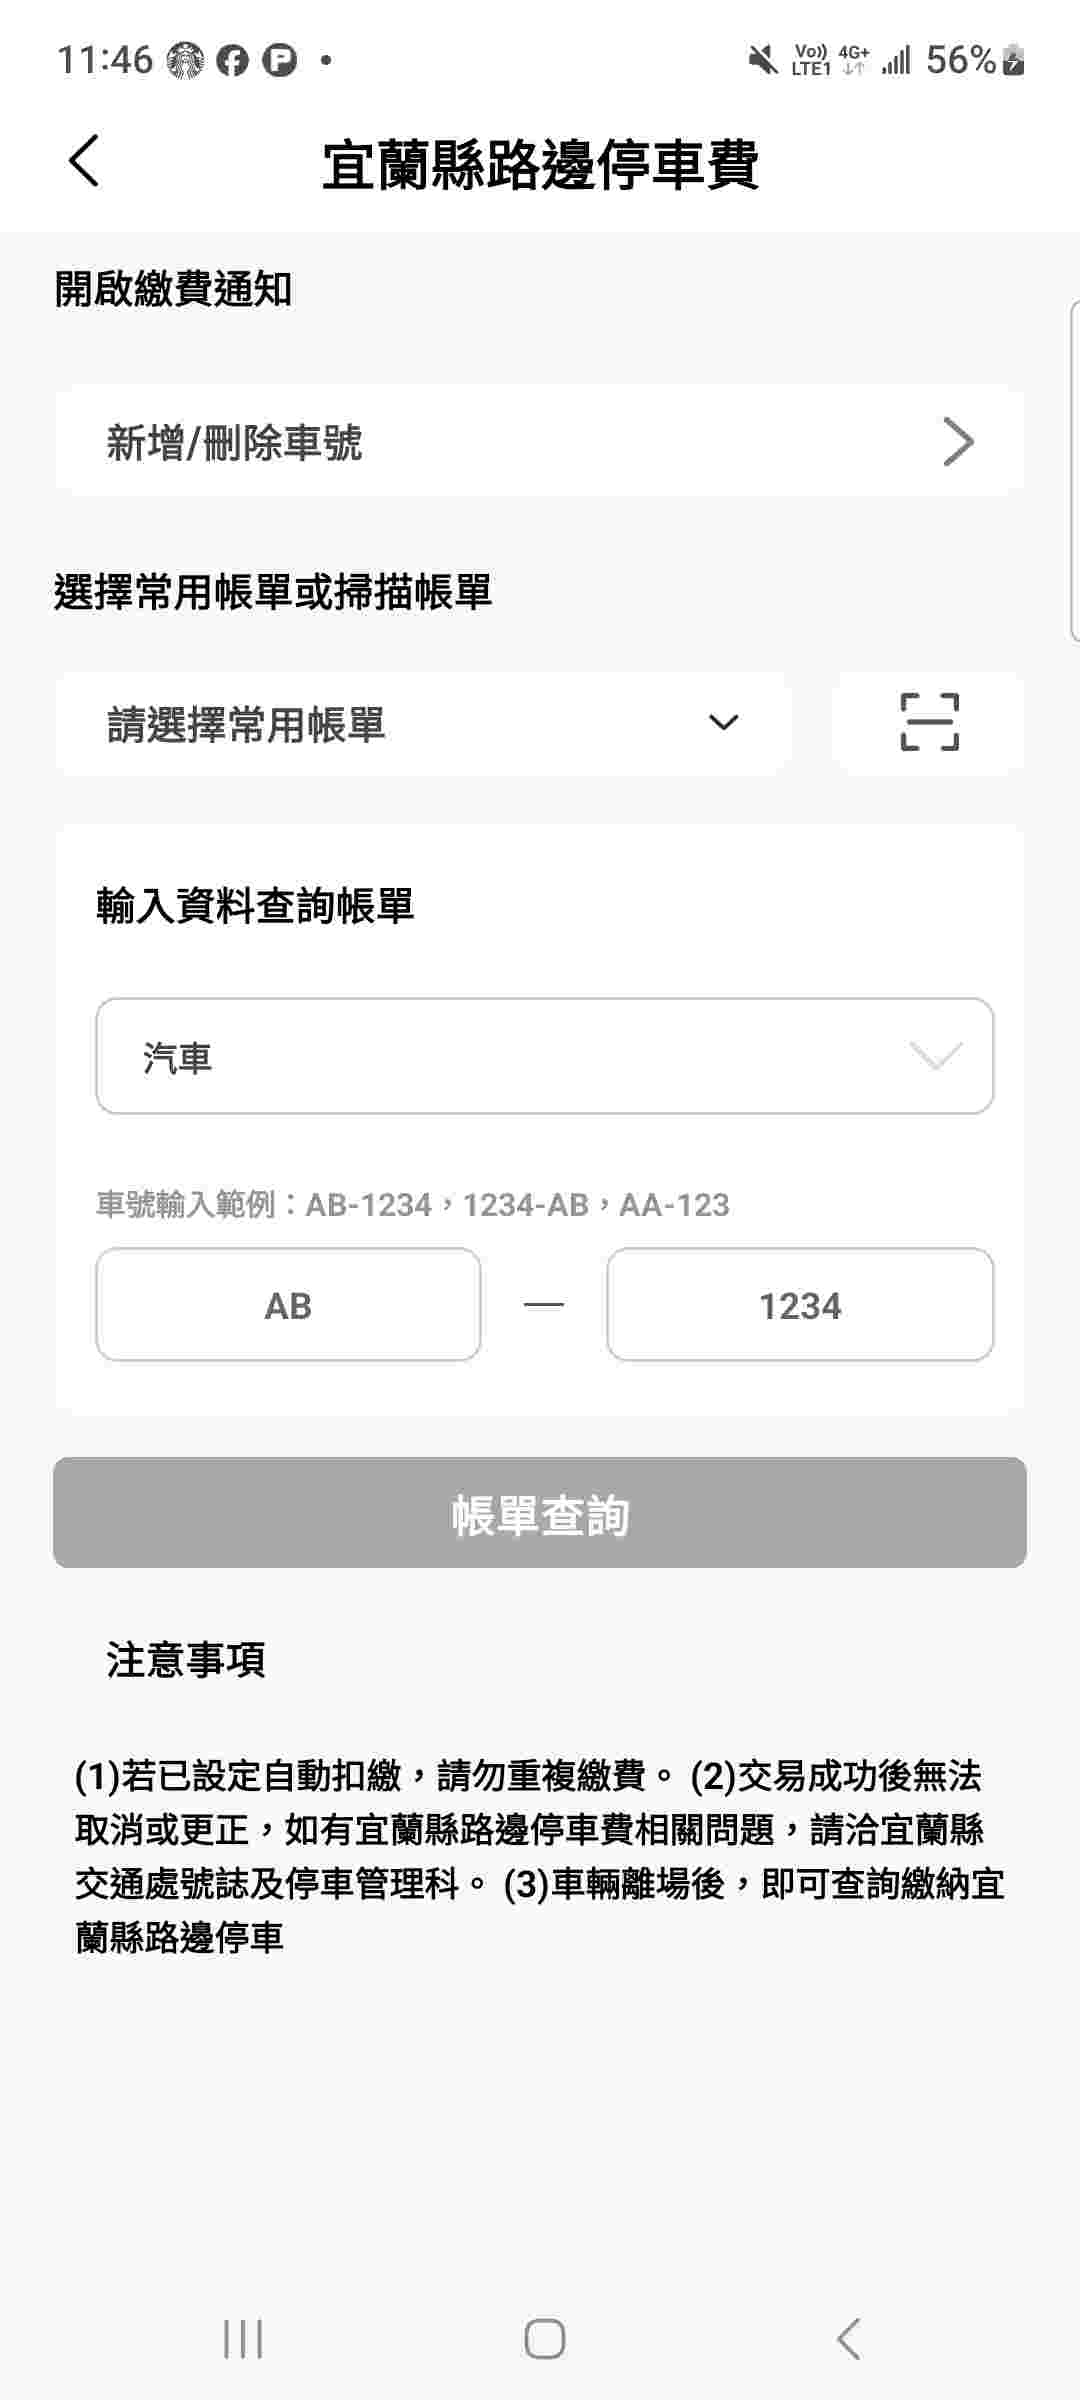 11:46
Vo)) LTE1 4G+ 56%
宜蘭縣路邊停車費
開啟繳費通知
新增/刪除車號
選擇常用帳單或掃描帳單
請選擇常用帳單
輸入資料查詢帳單
汽車
車號輸入範例：AB-1234，1234-AB，AA-123
AB — 1234
帳單查詢
注意事項
(1)若已設定自動扣繳，請勿重複繳費。 (2)交易成功後無法
取消或更正，如有宜蘭縣路邊停車費相關問題，請洽宜蘭縣
交通處號誌及停車管理科。 (3)車輛離場後，即可查詢繳納宜
蘭縣路邊停車